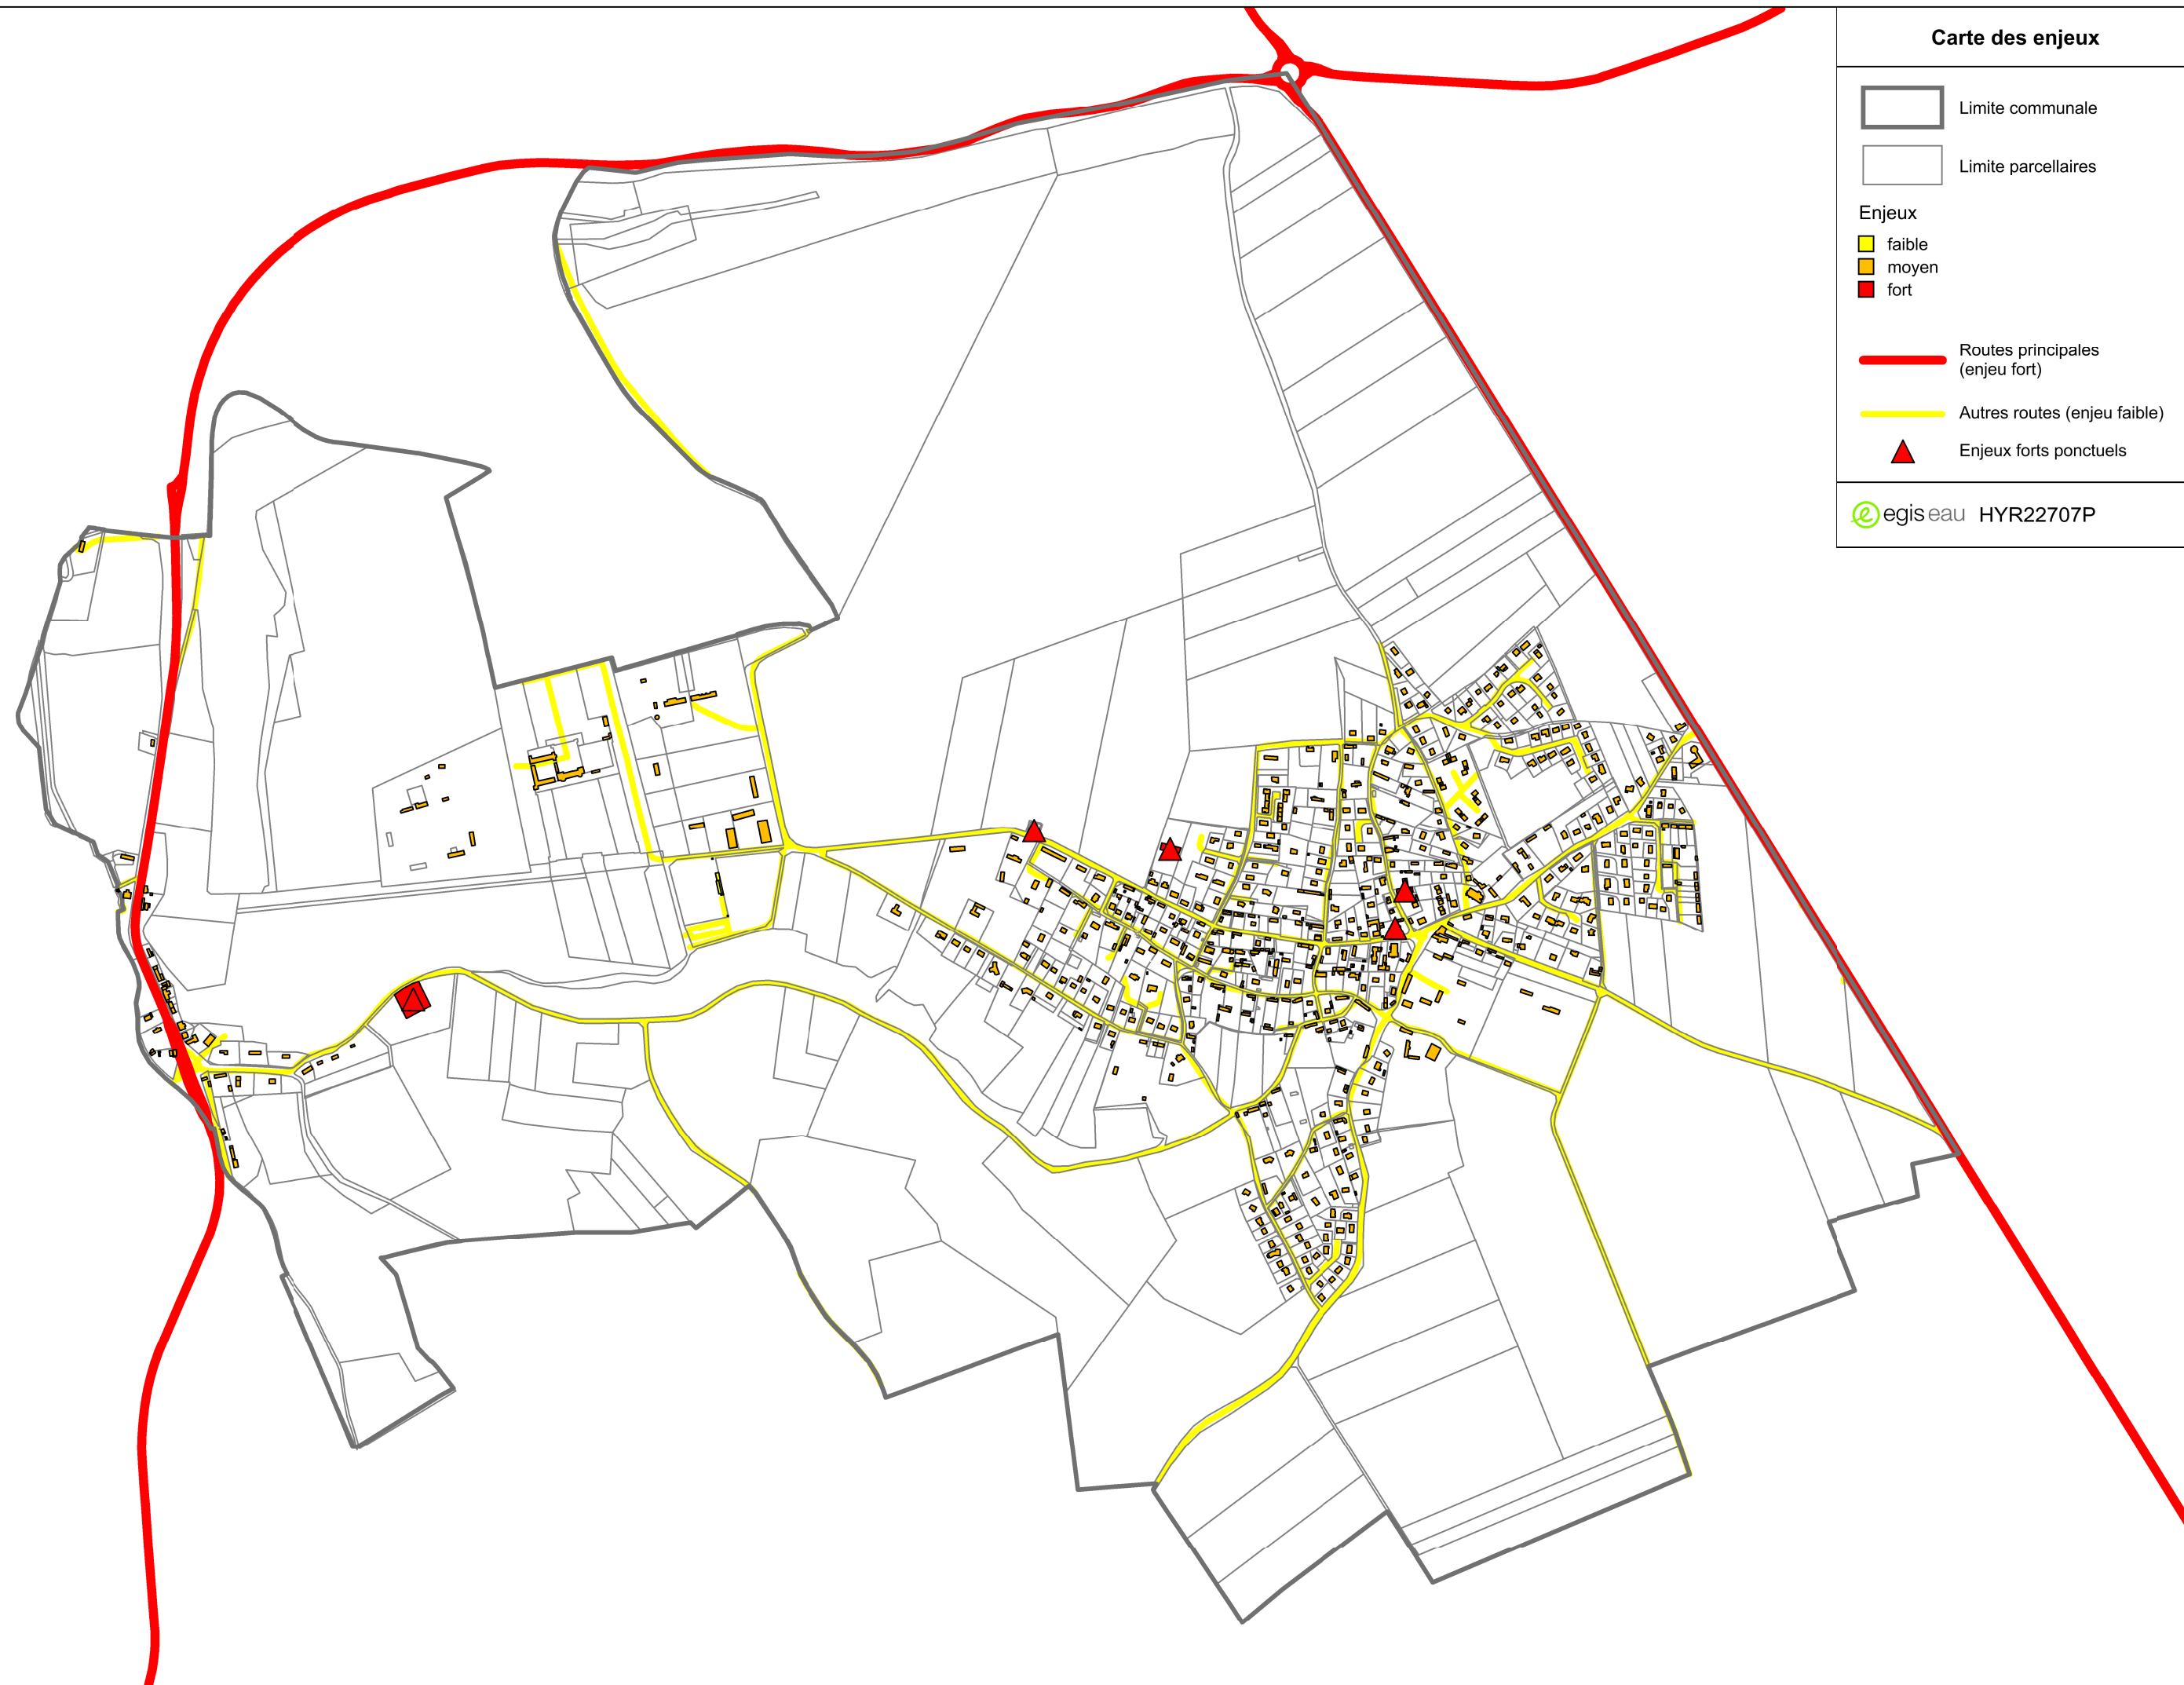 Carte des enjeux
Limite communale
Limite parcellaires
Enjeux
faible
moyen
fort
Routes principales
(enjeu fort)
Autres routes (enjeu faible)
Enjeux forts ponctuels
egis eau HYR22707P